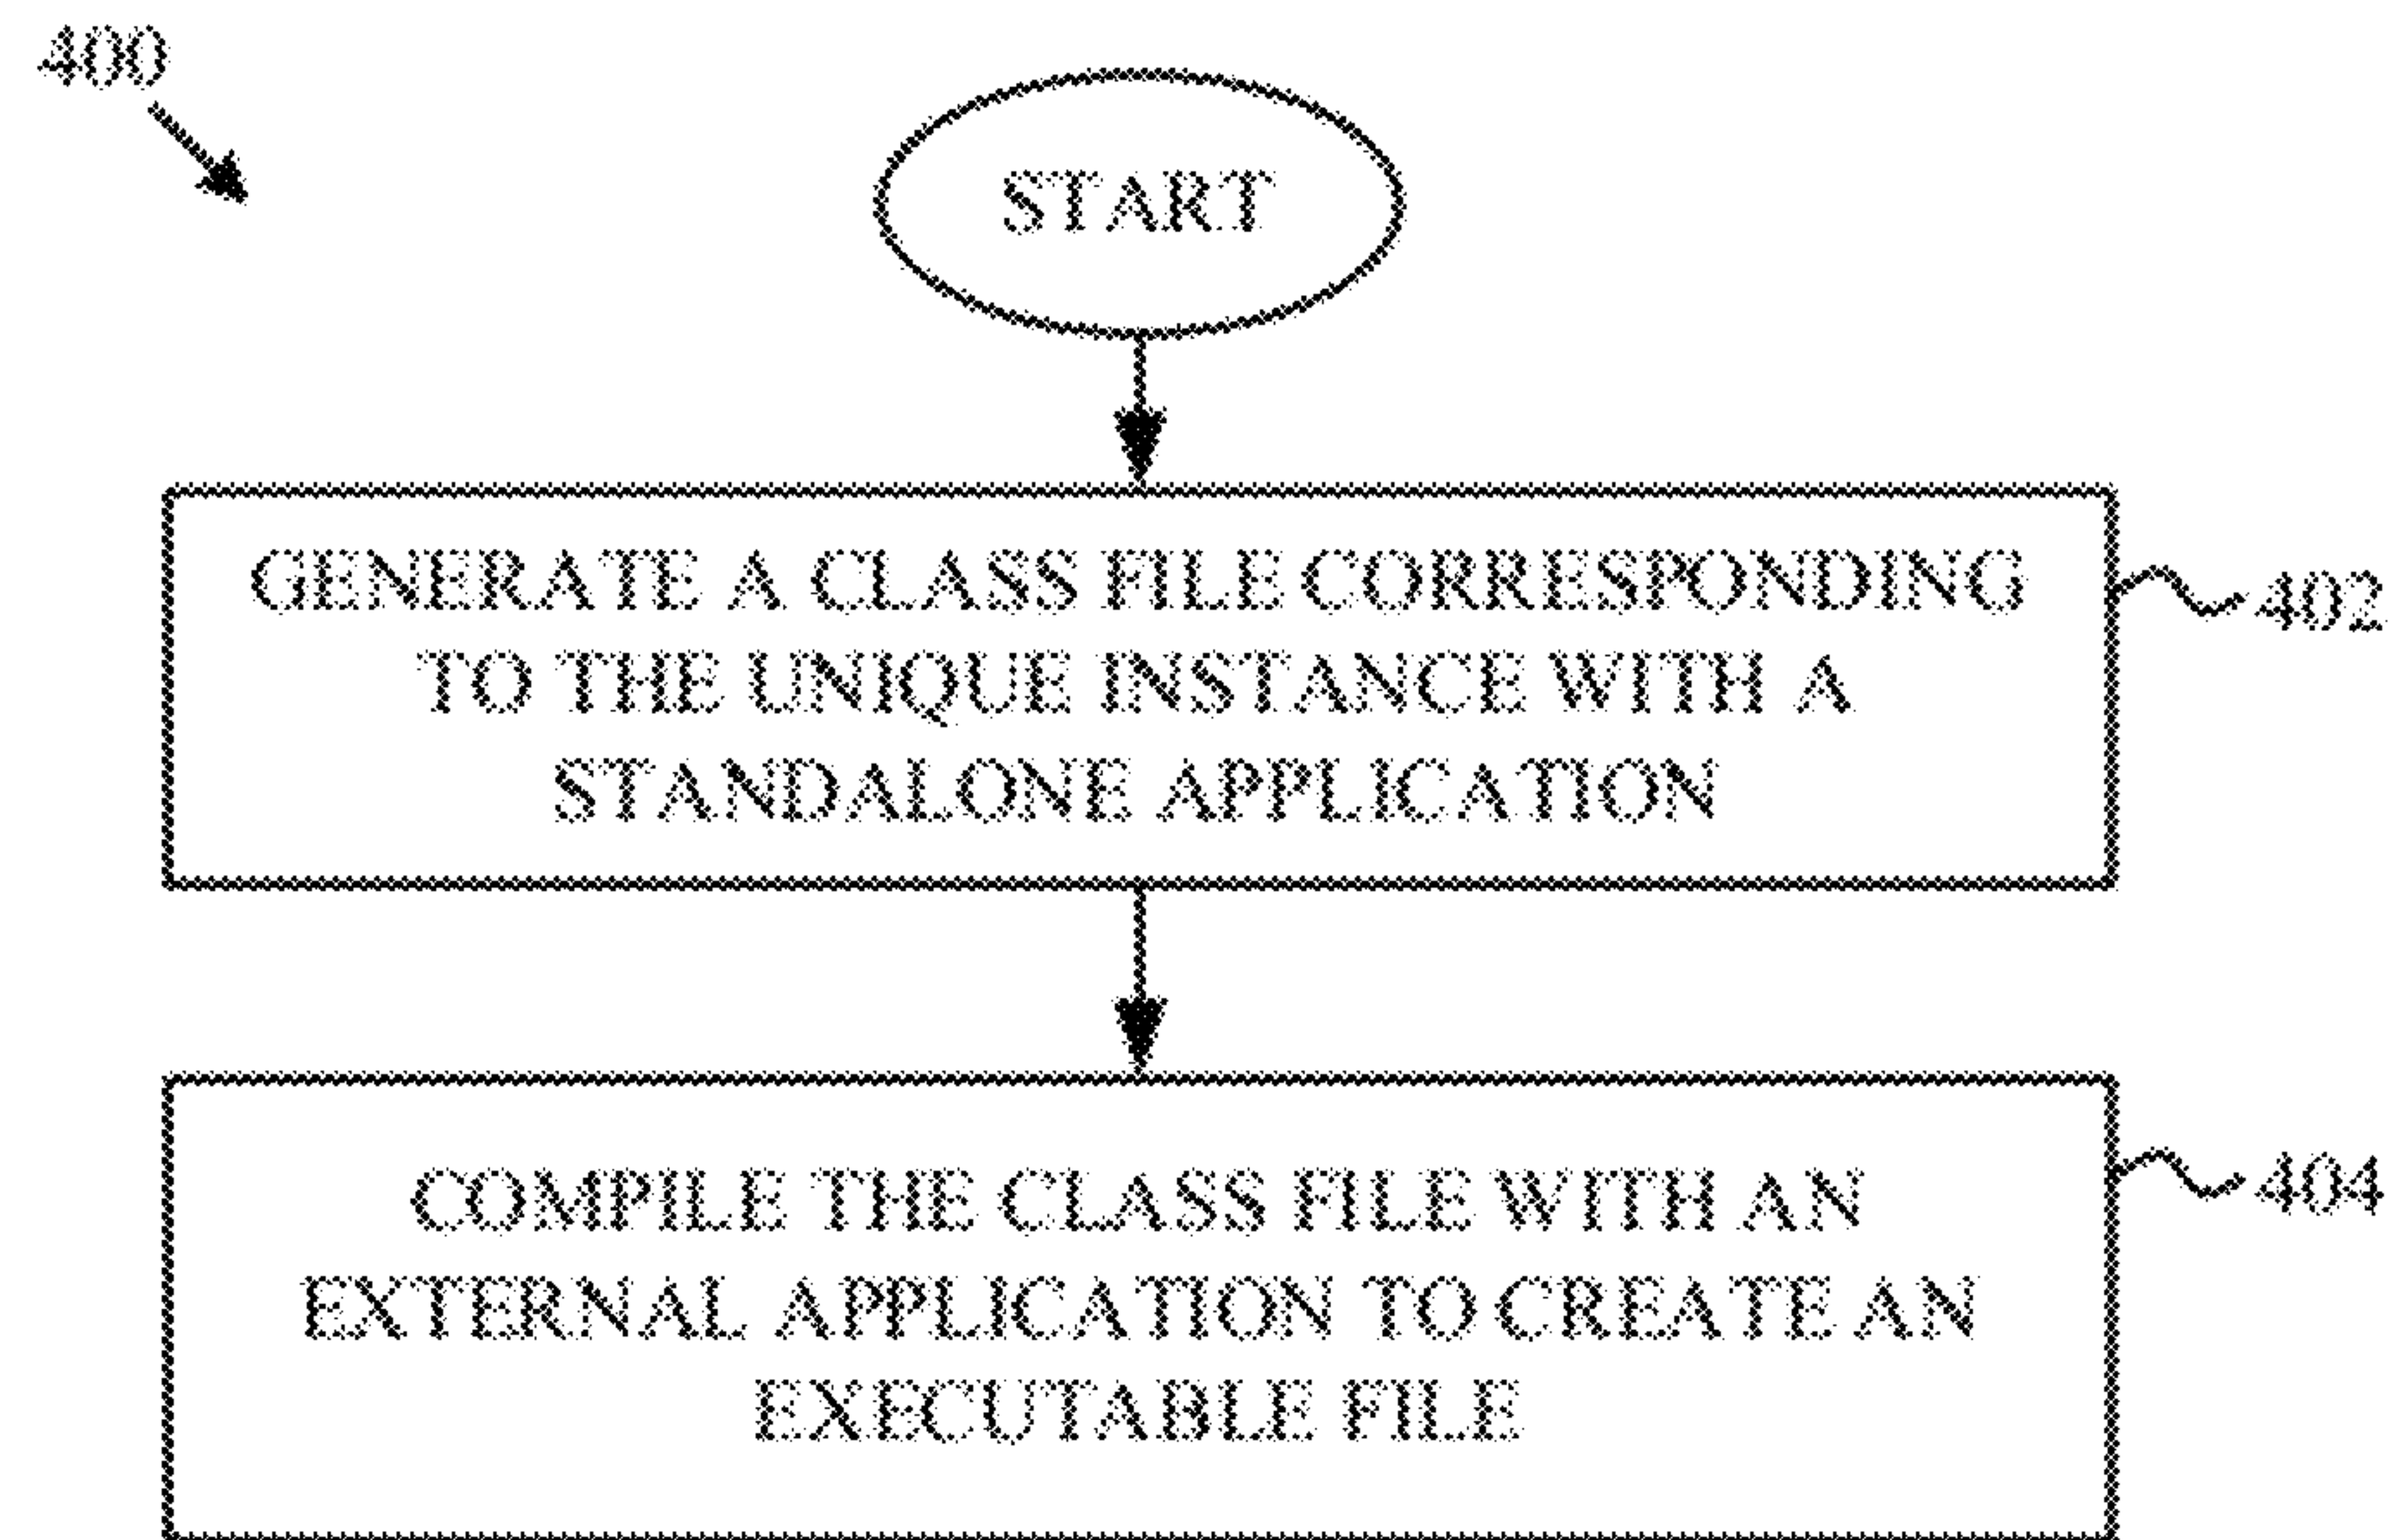 400
START
GENERATE A CLASS FILE CORRESPONDING
TO THE UNIQUE INSTANCE WITH A
STANDALONE APPLICATION
402
COMPILE THE CLASS FILE WITH AN
EXTERNAL APPLICATION TO CREATE AN
EXECUTABLE FILE
404